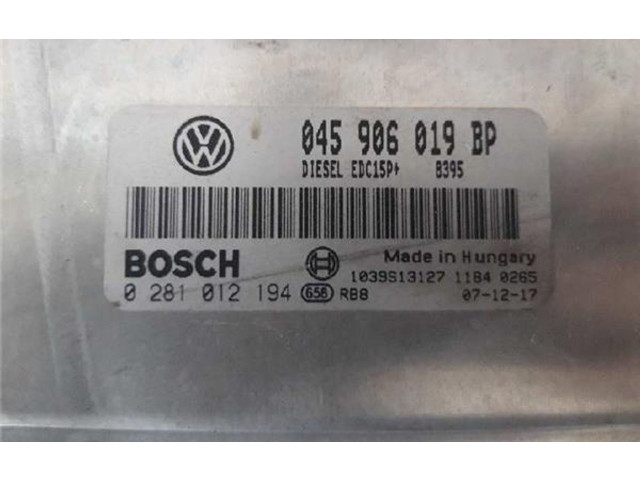 045 906 019 BP
DIESEL EDC15P+ 8395
BOSCH
Made in Hungary
1039S13127 1184 0265
0 281 012 194 G58 RB8 07-12-17